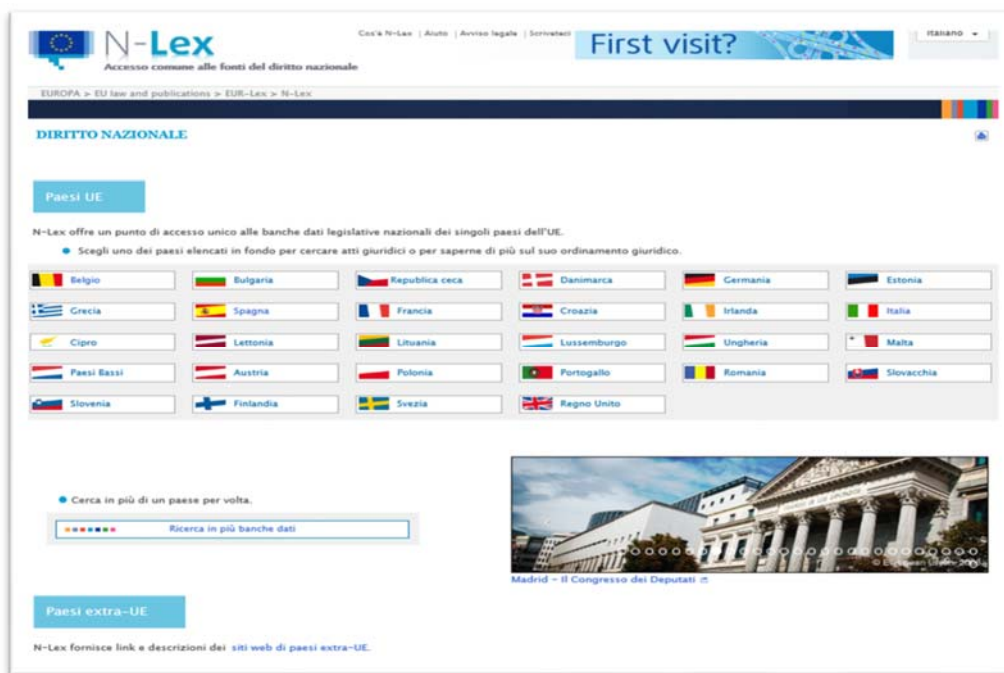 N-Lex
Accesso comune alle fonti del diritto nazionale
Cos'è N-Lex | Aiuto | Avviso legale | Scriveteci
First visit?
Italiano
EUROPA > EU law and publications > EUR-Lex > N-Lex
DIRITTO NAZIONALE
Paesi UE
N-Lex offre un punto di accesso unico alle banche dati legislative nazionali dei singoli paesi dell'UE.
Scegli uno dei paesi elencati in fondo per cercare atti giuridici o per saperne di più sul suo ordinamento giuridico.
Belgio Bulgaria Republica ceca Danimarca Germania Estonia
Grecia Spagna Francia Croazia Irlanda Italia
Cipro Lettonia Lituania Lussemburgo Ungheria Malta
Paesi Bassi Austria Polonia Portogallo Romania Slovacchia
Slovenia Finlandia Svezia Regno Unito
Cerca in più di un paese per volta.
Ricerca in più banche dati
Madrid - Il Congresso dei Deputati
Paesi extra-UE
N-Lex fornisce link e descrizioni dei siti web di paesi extra-UE.